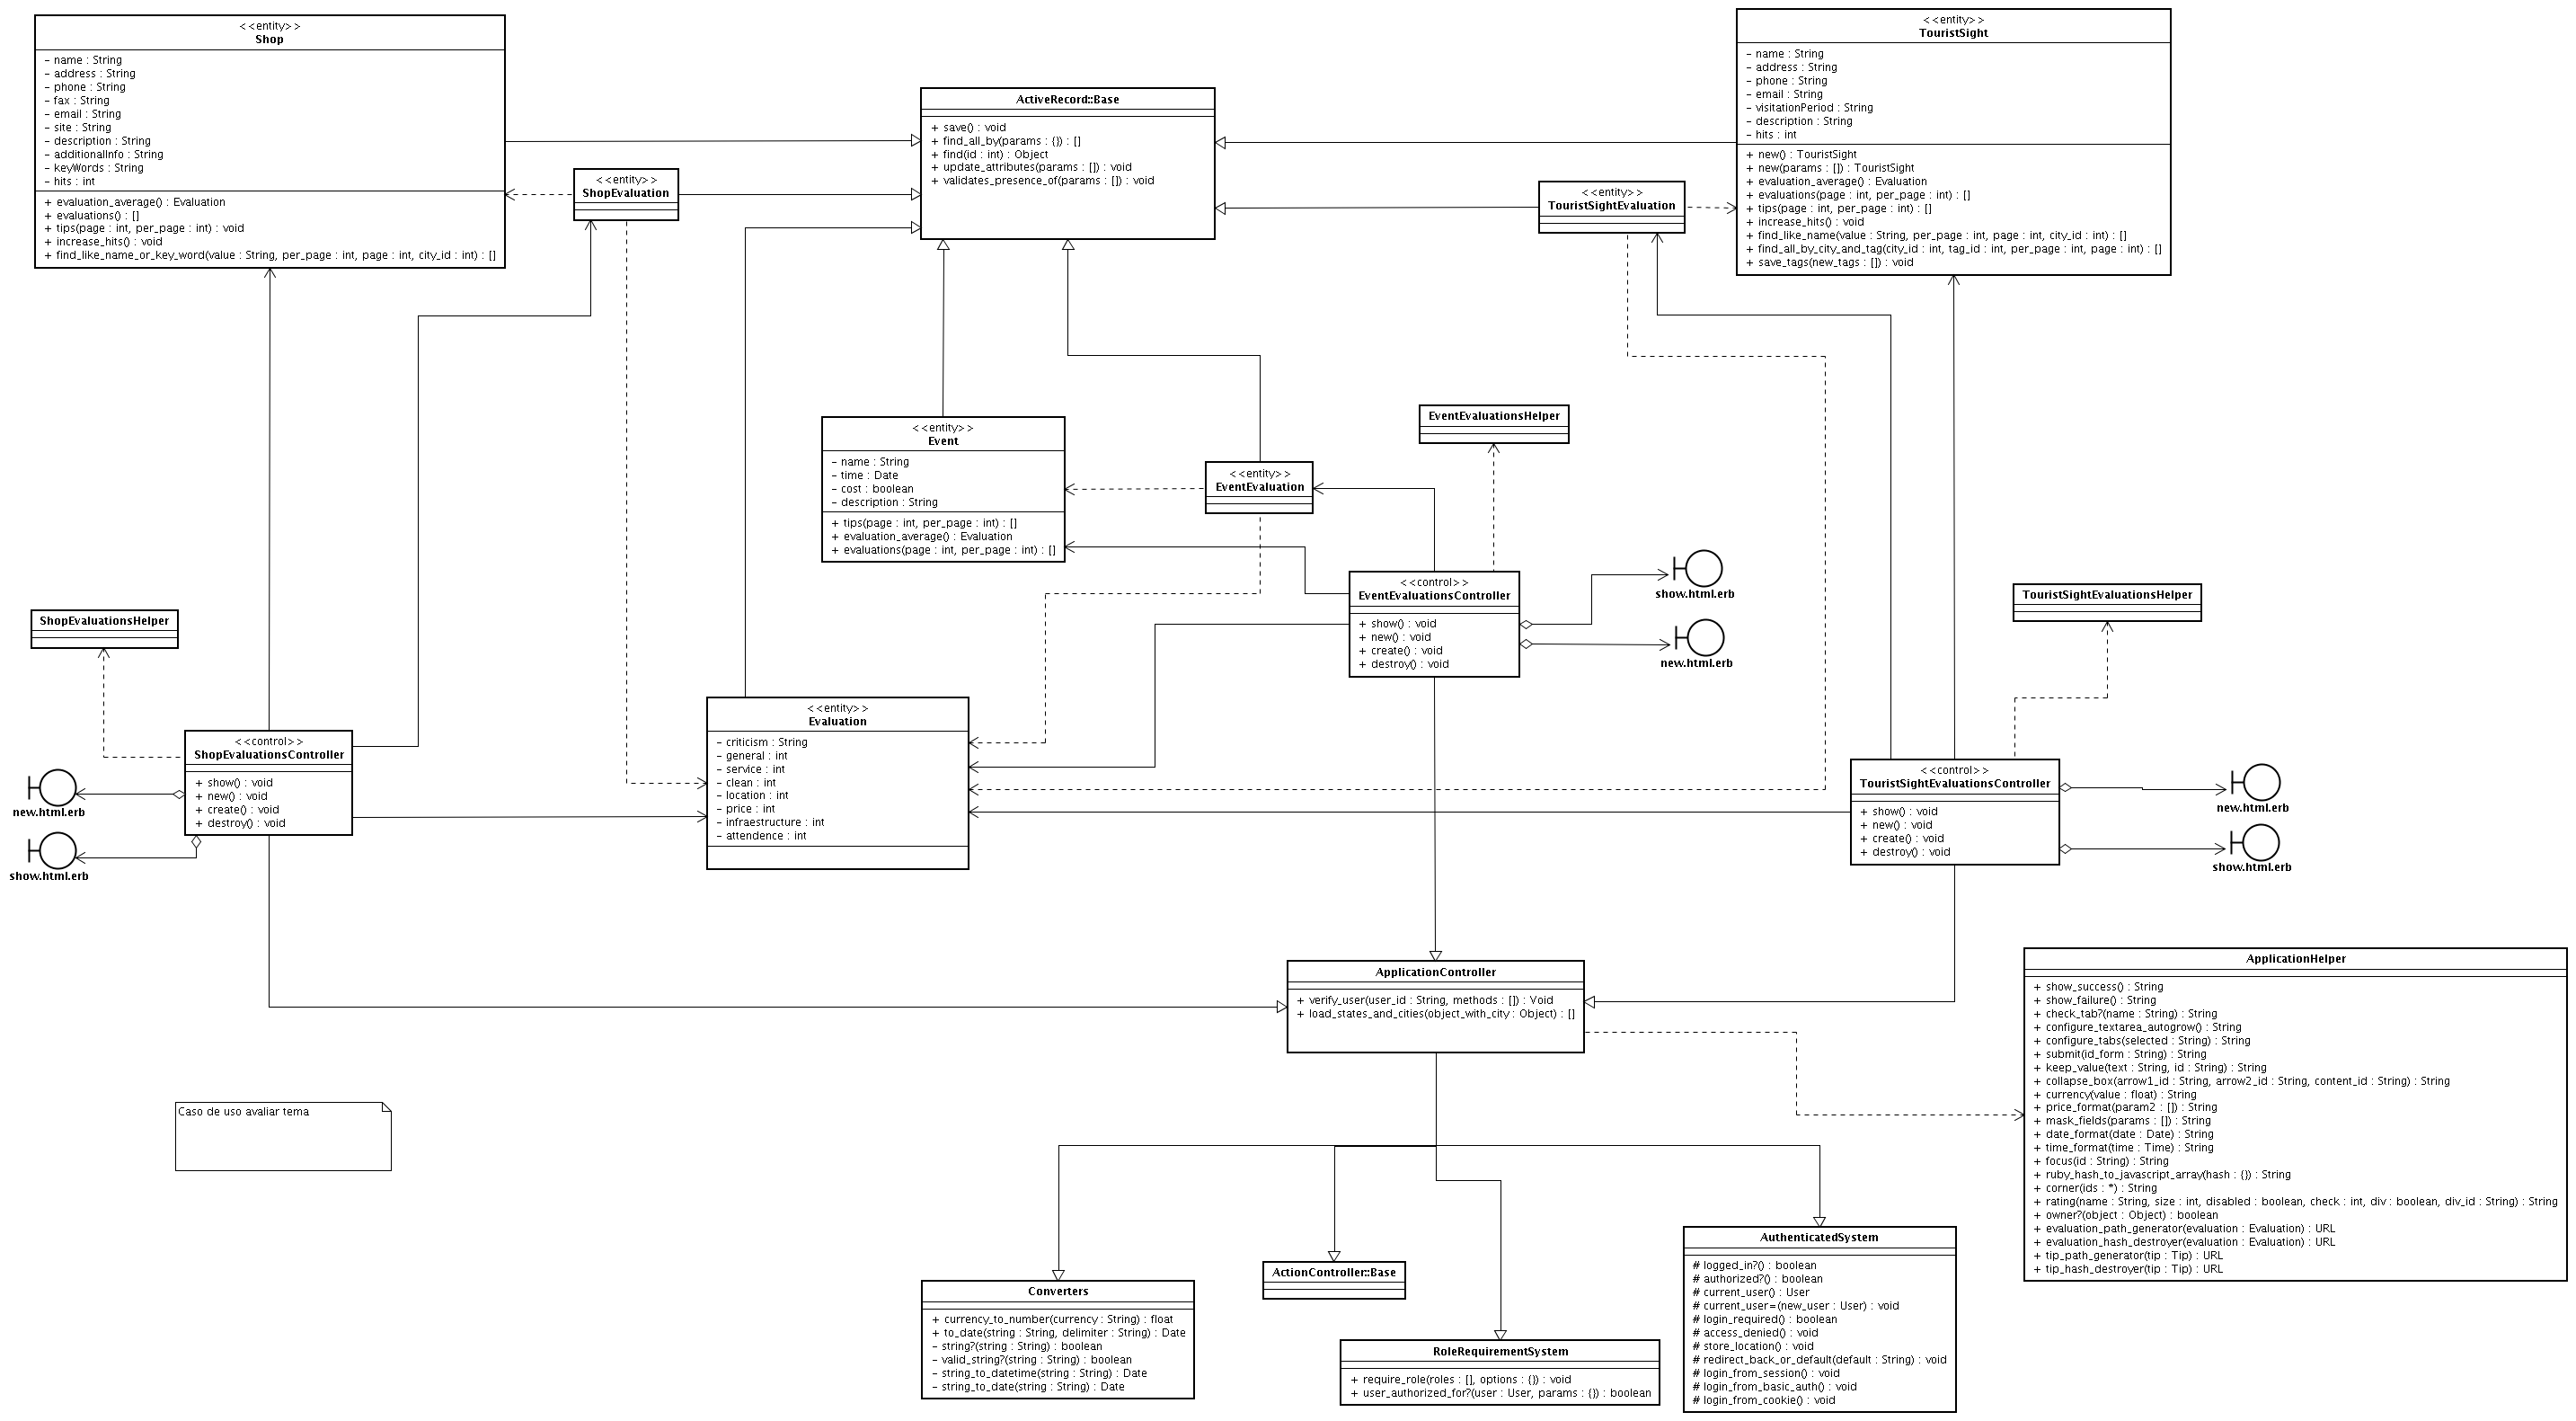 <<entity>>
Shop
- name : String
- address : String
- phone : String
- fax : String
- email : String
- site : String
- description : String
- additionalInfo : String
- keyWords : String
- hits : int
+ evaluation_average() : Evaluation
+ evaluations() : []
+ tips(page : int, per_page : int) : void
+ increase_hits() : void
+ find_like_name_or_key_word(value : String, per_page : int, page : int, city_id : int) : []
<<entity>>
ShopEvaluation
ActiveRecord::Base
+ save() : void
+ find_all_by(params : {}) : []
+ find(id : int) : Object
+ update_attributes(params : []) : void
+ validates_presence_of(params : []) : void
<<entity>>
TouristSightEvaluation
<<entity>>
TouristSight
- name : String
- address : String
- phone : String
- email : String
- visitationPeriod : String
- description : String
- hits : int
+ new() : TouristSight
+ new(params : []) : TouristSight
+ evaluation_average() : Evaluation
+ evaluations(page : int, per_page : int) : []
+ tips(page : int, per_page : int) : []
+ increase_hits() : void
+ find_like_name(value : String, per_page : int, page : int, city_id : int) : []
+ find_all_by_city_and_tag(city_id : int, tag_id : int, per_page : int, page : int) : []
+ save_tags(new_tags : []) : void
<<entity>>
Event
- name : String
- time : Date
- cost : boolean
- description : String
+ tips(page : int, per_page : int) : []
+ evaluation_average() : Evaluation
+ evaluations(page : int, per_page : int) : []
<<entity>>
EventEvaluation
EventEvaluationsHelper
<<control>>
EventEvaluationsController
+ show() : void
+ new() : void
+ create() : void
+ destroy() : void
show.html.erb
new.html.erb
TouristSightEvaluationsHelper
ShopEvaluationsHelper
<<control>>
ShopEvaluationsController
+ show() : void
+ new() : void
+ create() : void
+ destroy() : void
new.html.erb
show.html.erb
<<entity>>
Evaluation
- criticism : String
- general : int
- service : int
- clean : int
- location : int
- price : int
- infraestructure : int
- attendence : int
<<control>>
TouristSightEvaluationsController
+ show() : void
+ new() : void
+ create() : void
+ destroy() : void
new.html.erb
show.html.erb
ApplicationController
+ verify_user(user_id : String, methods : []) : Void
+ load_states_and_cities(object_with_city : Object) : []
ApplicationHelper
+ show_success() : String
+ show_failure() : String
+ check_tab?(name : String) : String
+ configure_textarea_autogrow() : String
+ configure_tabs(selected : String) : String
+ submit(id_form : String) : String
+ keep_value(text : String, id : String) : String
+ collapse_box(arrow1_id : String, arrow2_id : String, content_id : String) : String
+ currency(value : float) : String
+ price_format(param2 : []) : String
+ mask_fields(params : []) : String
+ date_format(date : Date) : String
+ time_format(time : Time) : String
+ focus(id : String) : String
+ ruby_hash_to_javascript_array(hash : {}) : String
+ corner(ids : *) : String
+ rating(name : String, size : int, disabled : boolean, check : int, div : boolean, div_id : String) : String
+ owner?(object : Object) : boolean
+ evaluation_path_generator(evaluation : Evaluation) : URL
+ evaluation_hash_destroyer(evaluation : Evaluation) : URL
+ tip_path_generator(tip : Tip) : URL
+ tip_hash_destroyer(tip : Tip) : URL
Caso de uso avaliar tema
Converters
+ currency_to_number(currency : String) : float
+ to_date(string : String, delimiter : String) : Date
- string?(string : String) : boolean
- valid_string?(string : String) : boolean
- string_to_datetime(string : String) : Date
- string_to_date(string : String) : Date
ActionController::Base
RoleRequirementSystem
+ require_role(roles : [], options : {}) : void
+ user_authorized_for?(user : User, params : {}) : boolean
AuthenticatedSystem
# logged_in?() : boolean
# authorized?() : boolean
# current_user() : User
# current_user=(new_user : User) : void
# login_required() : boolean
# access_denied() : void
# store_location() : void
# redirect_back_or_default(default : String) : void
# login_from_session() : void
# login_from_basic_auth() : void
# login_from_cookie() : void